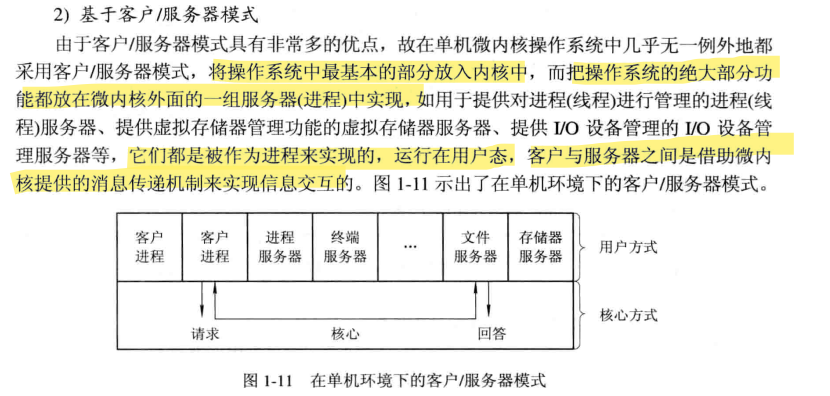 2) 基于客户/服务器模式
由于客户/服务器模式具有非常多的优点，故在单机微内核操作系统中几乎无一例外地都
采用客户/服务器模式，将操作系统中最基本的部分放入内核中，而把操作系统的绝大部分功
能都放在微内核外面的一组服务器(进程)中实现，如用于提供对进程(线程)进行管理的进程(线
程)服务器、提供虚拟存储器管理功能的虚拟存储器服务器、提供 I/O 设备管理的 I/O 设备管
理服务器等，它们都是被作为进程来实现的，运行在用户态，客户与服务器之间是借助微内
核提供的消息传递机制来实现信息交互的。图 1-11 示出了在单机环境下的客户/服务器模式。
客户 客户 进程 终端 … 文件 存储器
进程 进程 服务器 服务器 服务器 服务器
用户方式
核心方式
请求 核心 回答
图 1-11 在单机环境下的客户/服务器模式